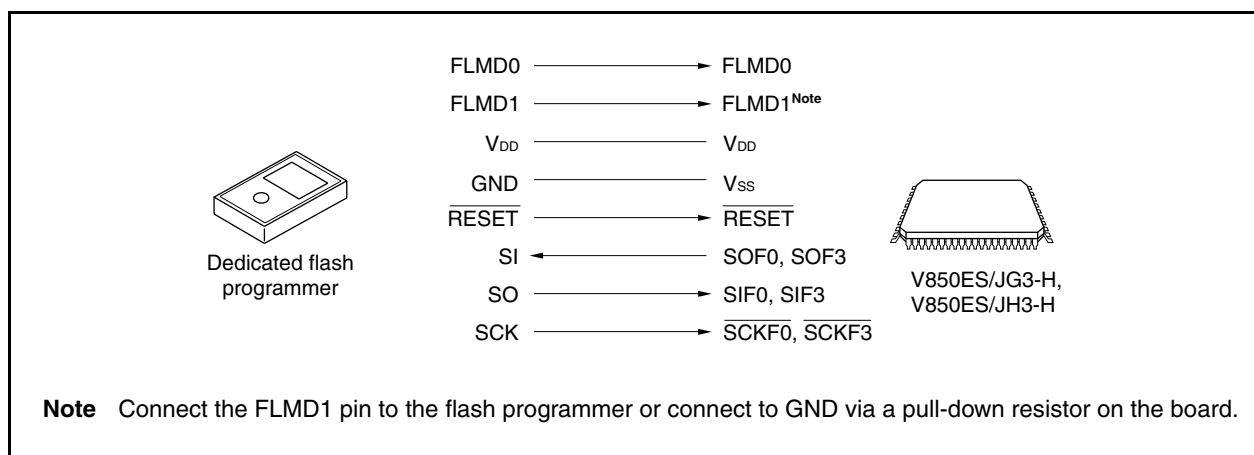 FLMD0 FLMD0
FLMD1 FLMD1Note
VDD VDD
GND VSS
RESET RESET
SI SOF0, SOF3
SO SIF0, SIF3
SCK SCKF0, SCKF3
Dedicated flash
programmer
V850ES/JG3-H,
V850ES/JH3-H
Note Connect the FLMD1 pin to the flash programmer or connect to GND via a pull-down resistor on the board.